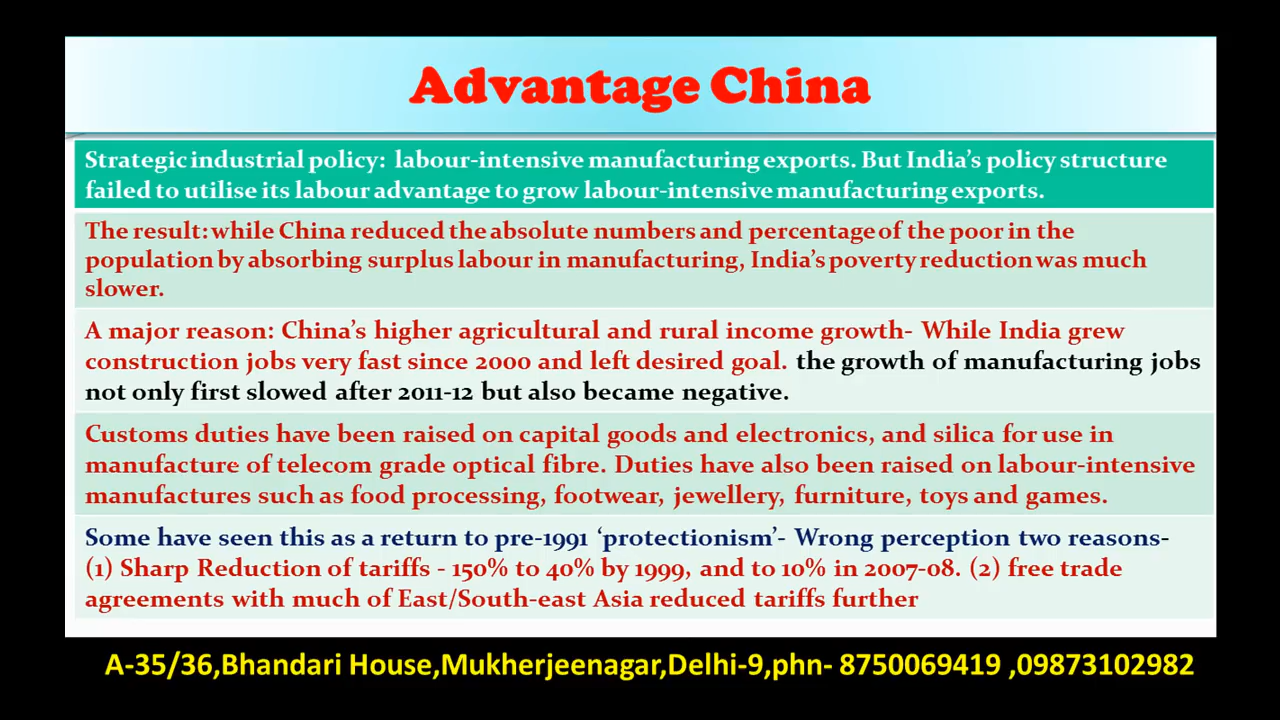 Advantage China
Strategic industrial policy: labour-intensive manufacturing exports. But India's policy structure
failed to utilise its labour advantage to grow labour-intensive manufacturing exports.
The result: while China reduced the absolute numbers and percentage of the poor in the
population by absorbing surplus labour in manufacturing, India's poverty reduction was much
slower.
A major reason: China's higher agricultural and rural income growth- While India grew
construction jobs very fast since 2000 and left desired goal. the growth of manufacturing jobs
not only first slowed after 2011-12 but also became negative.
Customs duties have been raised on capital goods and electronics, and silica for use in
manufacture of telecom grade optical fibre. Duties have also been raised on labour-intensive
manufactures such as food processing, footwear, jewellery, furniture, toys and games.
Some have seen this as a return to pre-1991 ‘protectionism’- Wrong perception two reasons-
(1) Sharp Reduction of tariffs - 150% to 40% by 1999, and to 10% in 2007-08. (2) free trade
agreements with much of East/South-east Asia reduced tariffs further
A-35/36,Bhandari House,Mukherjeenagar,Delhi-9,phn- 8750069419 ,09873102982